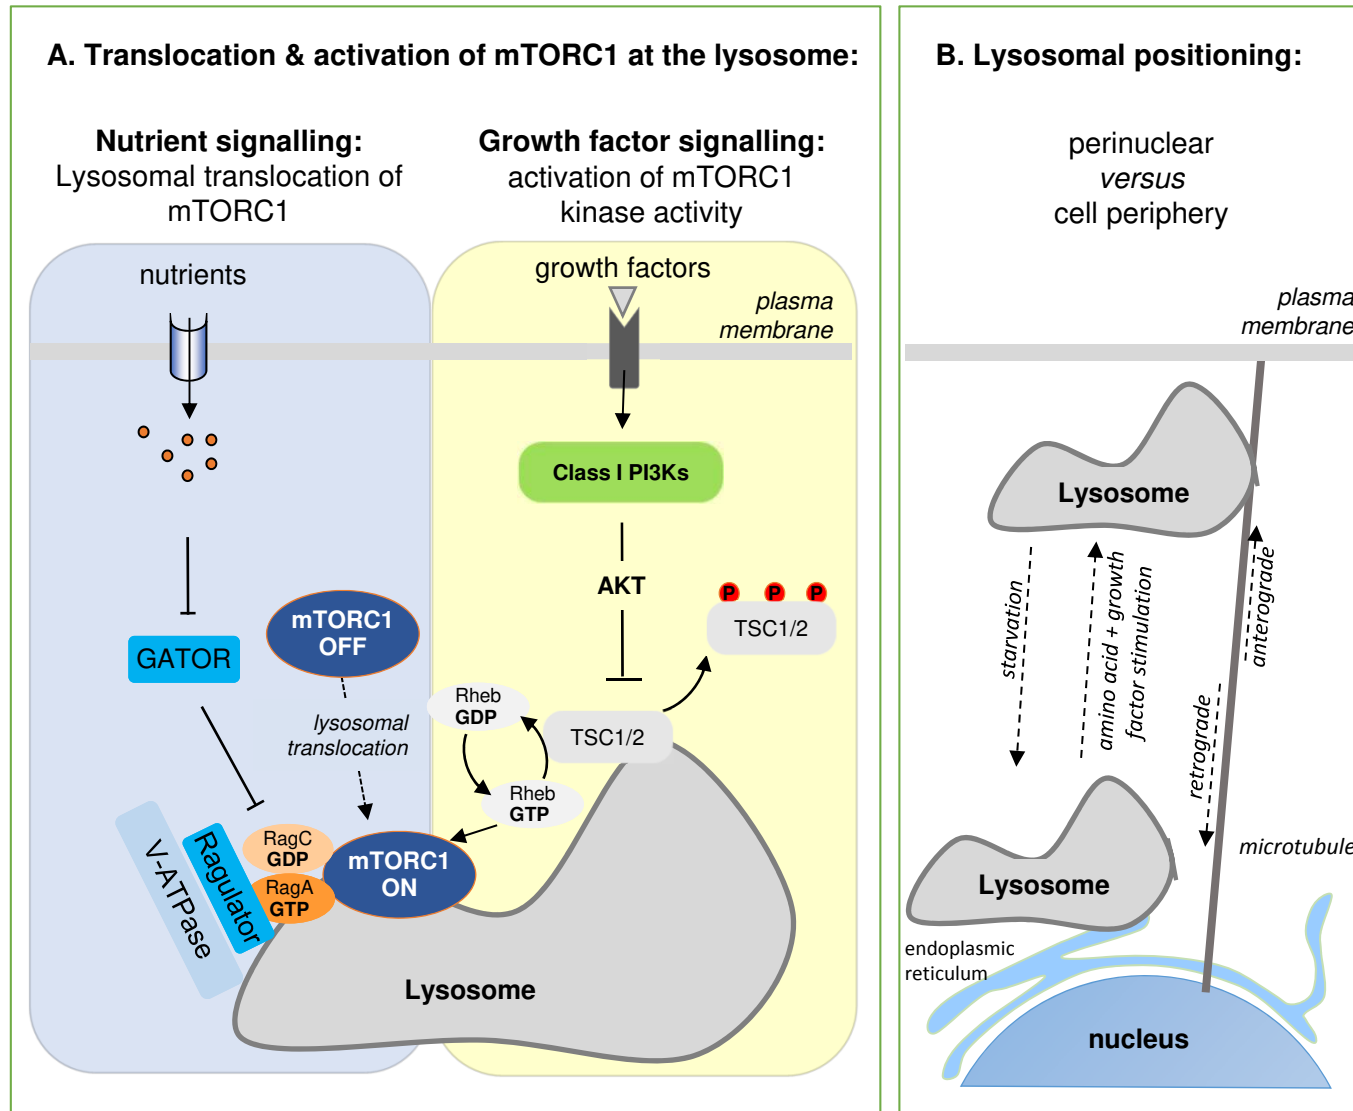 A. Translocation & activation of mTORC1 at the lysosome:
Nutrient signalling:
Lysosomal translocation of
mTORC1
Growth factor signalling:
activation of mTORC1
kinase activity
nutrients
growth factors
plasma
membrane
Class I PI3Ks
AKT
P P P
TSC1/2
GATOR
mTORC1
OFF
lysosomal
translocation
Rheb
GDP
TSC1/2
Rheb
GTP
V-ATPase
Ragulator
RagC
GDP
RagA
GTP
mTORC1
ON
Lysosome
B. Lysosomal positioning:
perinuclear
versus
cell periphery
plasma
membrane
Lysosome
starvation
amino acid + growth
factor stimulation
anterograde
retrograde
microtubule
Lysosome
endoplasmic
reticulum
nucleus